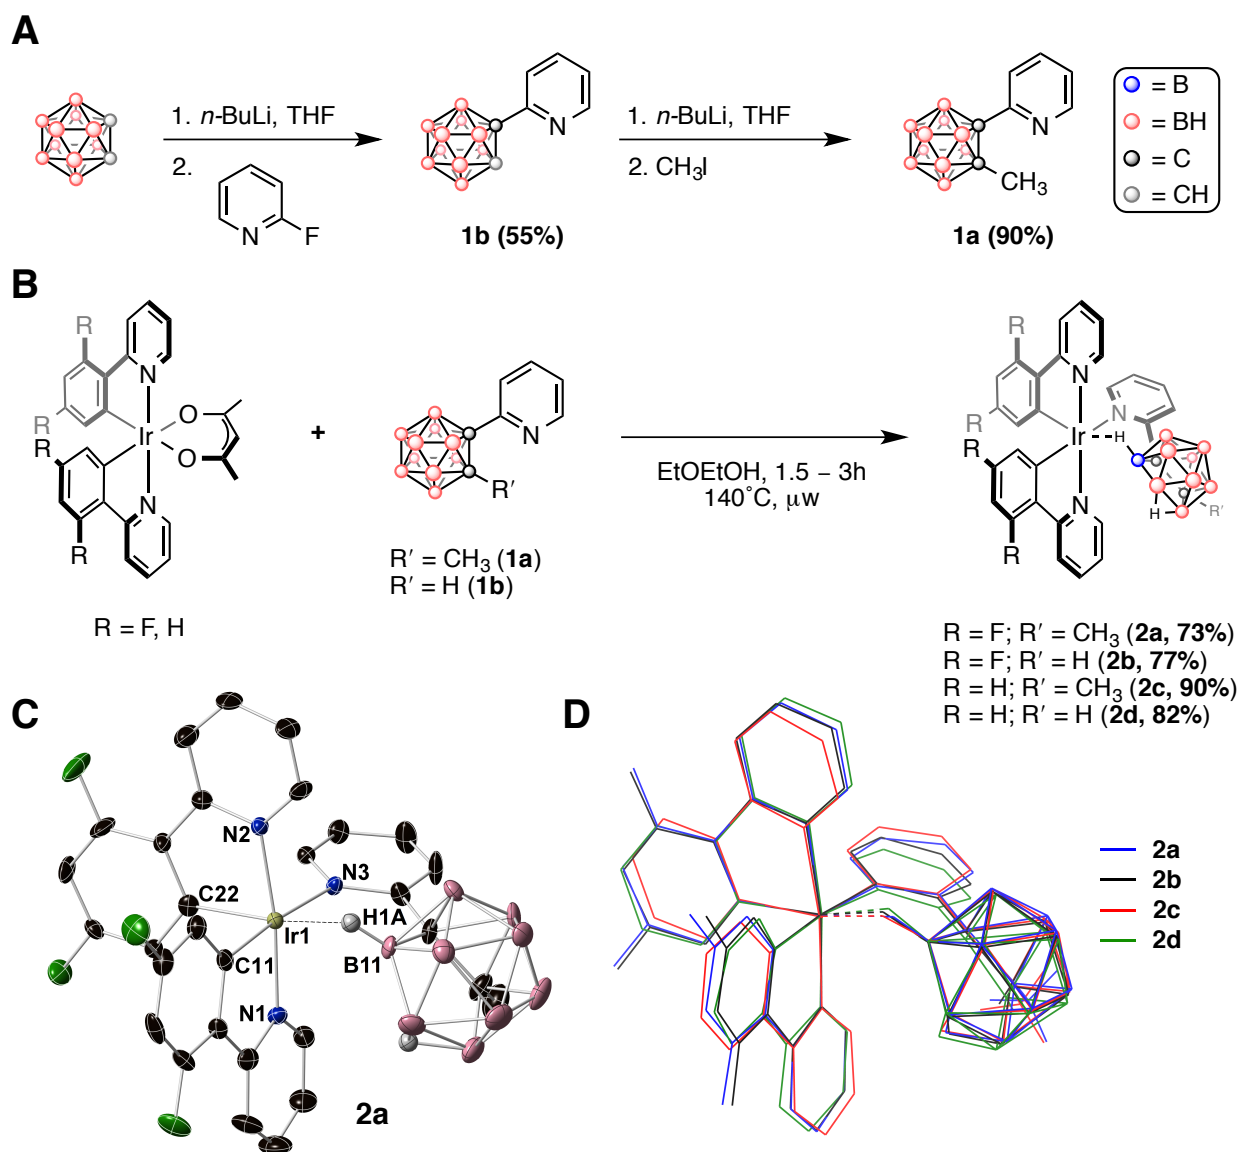 A
1. n-BuLi, THF
2.
N
F
N
1b (55%)
1. n-BuLi, THF
2. CH3I
N
CH3
1a (90%)
= B
= BH
= C
= CH
B
R
N
R
R
Ir
O
O
N
R
R = F, H
+
N
R′
R′ = CH3 (1a)
R′ = H (1b)
EtOEtOH, 1.5 – 3h
140˚C, μw
R
N
R
R
Ir
N
H
H
R′
N
R
R = F; R′ = CH3 (2a, 73%)
R = F; R′ = H (2b, 77%)
R = H; R′ = CH3 (2c, 90%)
R = H; R′ = H (2d, 82%)
C
N2
N3
C22
H1A
Ir1
C11
B11
N1
2a
D
2a
2b
2c
2d